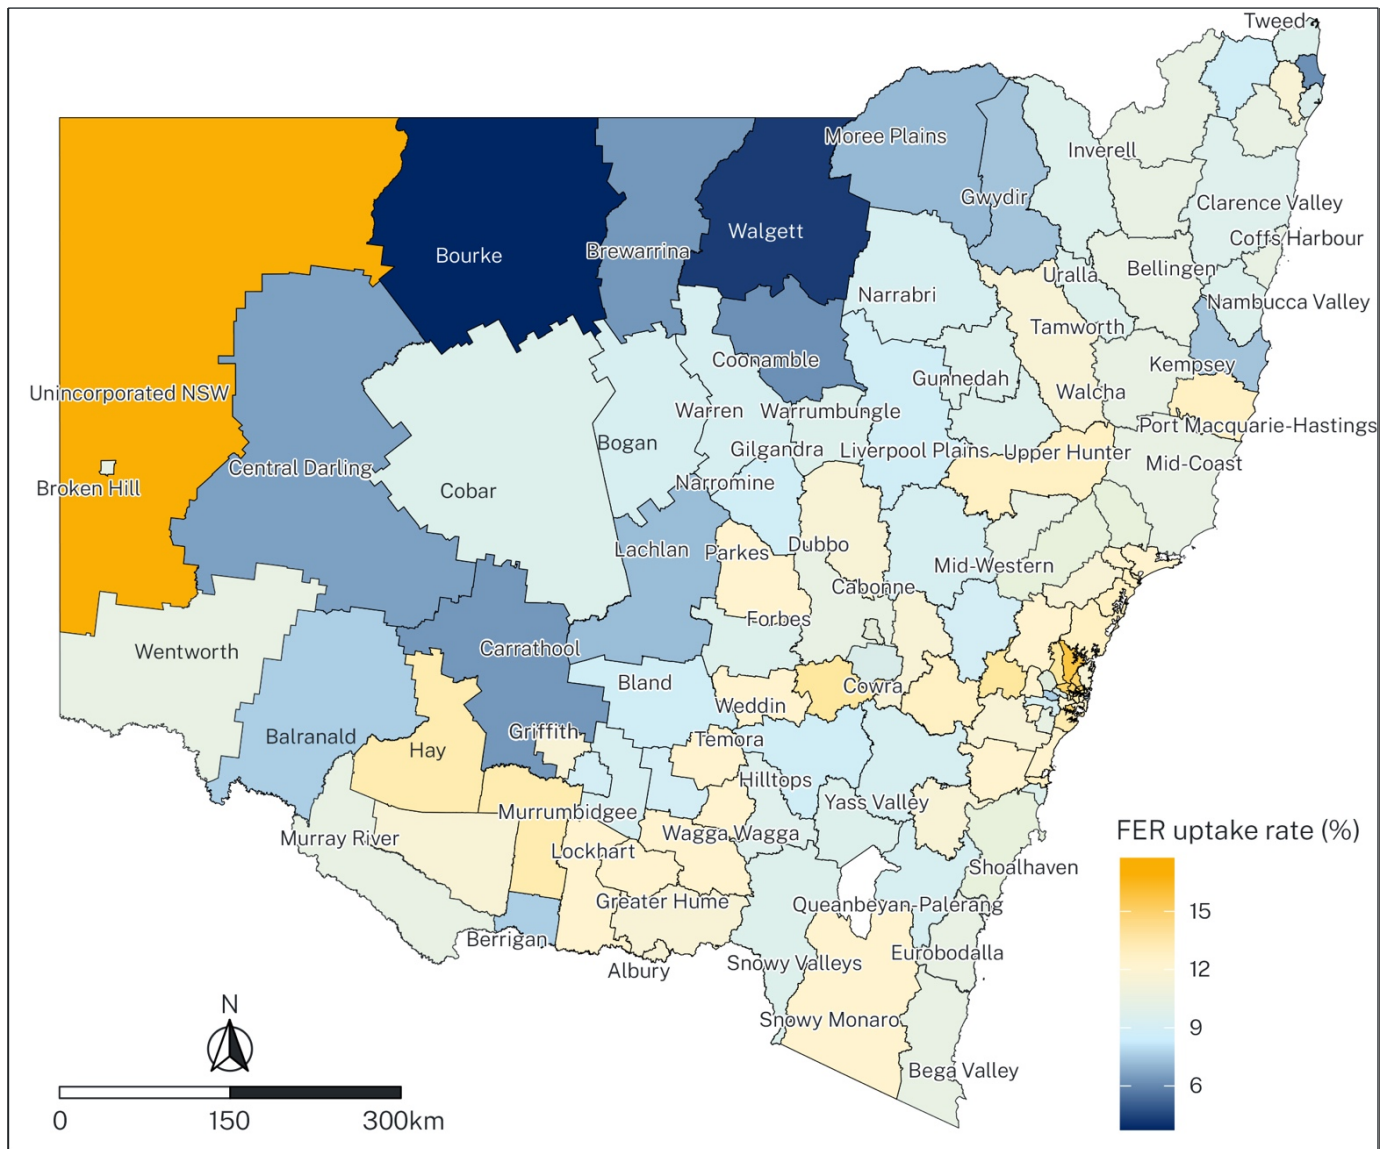 Tweed
Moree Plains
Inverell
Gwydir
Clarence Valley
Walgett
Coffs Harbour
Bourke
Brewarrina
Bellingen
Uralla
Narrabri
Nambucca Valley
Tamworth
Coonamble
Kempsey
Gunnedah
Unincorporated NSW
Walcha
Warren
Warrumbungle
Port Macquarie-Hastings
Bogan
Gilgandra
Liverpool Plains
Upper Hunter
Mid-Coast
Central Darling
Narromine
Broken Hill
Cobar
Dubbo
Lachlan
Parkes
Mid-Western
Cabonne
Forbes
Carrathool
Wentworth
Bland
Cowra
Weddin
Griffith
Balranald
Temora
Hay
Hilltops
Yass Valley
Murrumbidgee
FER uptake rate (%)
Murray River
Wagga Wagga
Lockhart
Shoalhaven
Greater Hume
Queanbeyan-Palerang
15
Berrigan
Eurobodalla
Snowy Valleys
Albury
12
N
Snowy Monaro
9
Bega Valley
6
0
150
300km